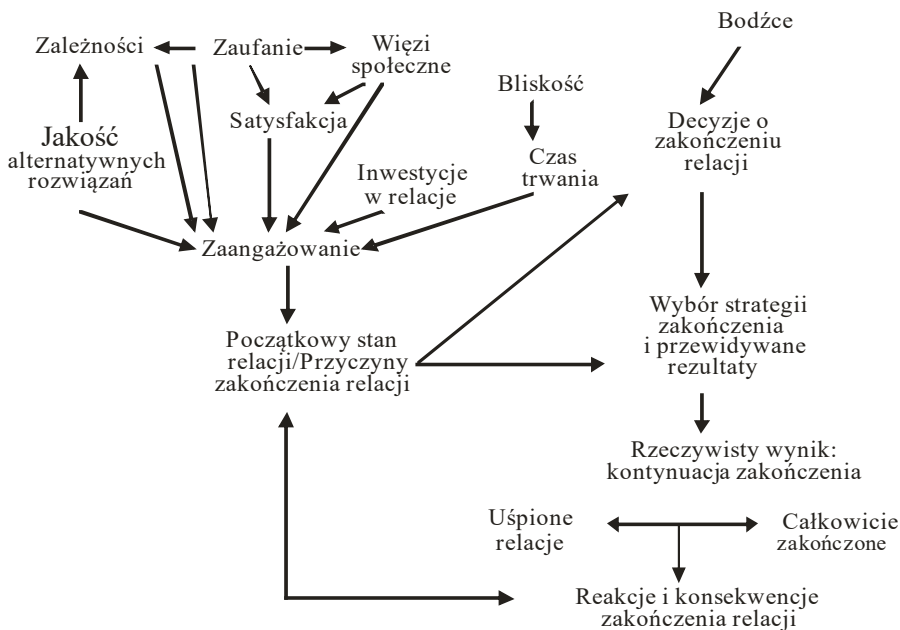 Bodźce
Zależności
Zaufanie
Więzi
społeczne
Bliskość
Satysfakcja
Decyzje o
zakończeniu
relacji
Jakość
alternatywnych
rozwiązań
Czas
trwania
Inwestycje
w relacje
Zaangażowanie
Wybór strategii
zakończenia
i przewidywane
rezultaty
Początkowy stan
relacji/Przyczyny
zakończenia relacji
Rzeczywisty wynik:
kontynuacja zakończenia
Uśpione
relacje
Całkowicie
zakończone
Reakcje i konsekwencje
zakończenia relacji